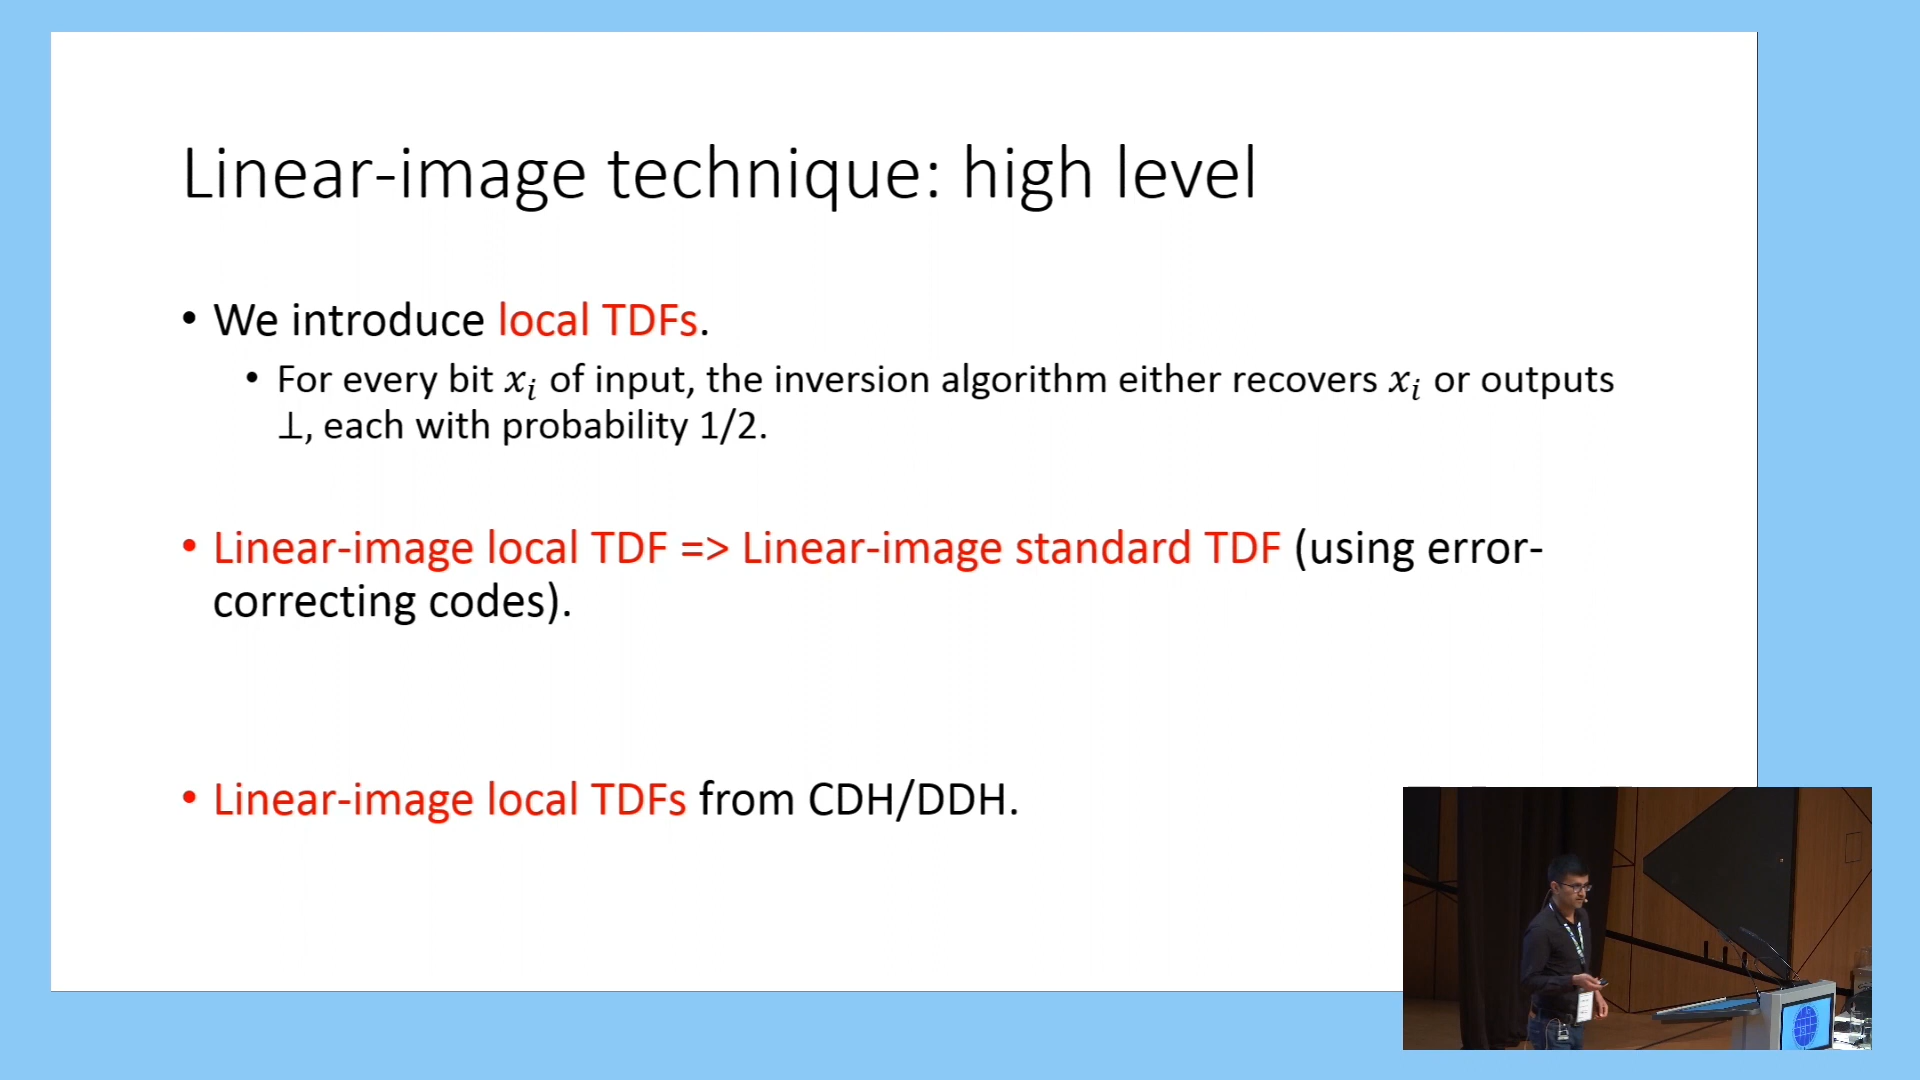 Linear-image technique: high level
• We introduce local TDFs.
• For every bit xᵢ of input, the inversion algorithm either recovers xᵢ or outputs
⊥, each with probability 1/2.
• Linear-image local TDF => Linear-image standard TDF (using error-
correcting codes).
• Linear-image local TDFs from CDH/DDH.